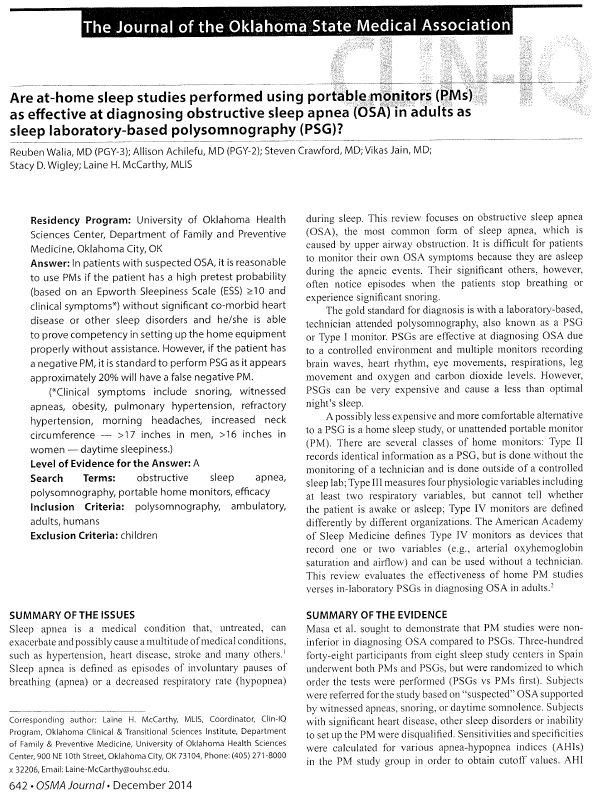 The Journal of the Oklahoma State Medical Association
CLIN-IQ
Are at-home sleep studies performed using portable monitors (PMs)
as effective at diagnosing obstructive sleep apnea (OSA) in adults as
sleep laboratory-based polysomnography (PSG)?
Reuben Walia, MD (PGY-3); Allison Achilefu, MD (PGY-2); Steven Crawford, MD; Vikas Jain, MD;
Stacy D. Wigley; Laine H. McCarthy, MLIS
Residency Program: University of Oklahoma Health
Sciences Center, Department of Family and Preventive
Medicine, Oklahoma City, OK
Answer: In patients with suspected OSA, it is reasonable
to use PMs if the patient has a high pretest probability
(based on an Epworth Sleepiness Scale (ESS) ≥10 and
clinical symptoms*) without significant co-morbid heart
disease or other sleep disorders and he/she is able
to prove competency in setting up the home equipment
properly without assistance. However, if the patient has
a negative PM, it is standard to perform PSG as it appears
approximately 20% will have a false negative PM.
(*Clinical symptoms include snoring, witnessed
apneas, obesity, pulmonary hypertension, refractory
hypertension, morning headaches, increased neck
circumference — >17 inches in men, >16 inches in
women — daytime sleepiness.)
Level of Evidence for the Answer: A
Search Terms: obstructive sleep apnea,
polysomnography, portable home monitors, efficacy
Inclusion Criteria: polysomnography, ambulatory,
adults, humans
Exclusion Criteria: children
SUMMARY OF THE ISSUES
Sleep apnea is a medical condition that, untreated, can
exacerbate and possibly cause a multitude of medical conditions,
such as hypertension, heart disease, stroke and many others.1
Sleep apnea is defined as episodes of involuntary pauses of
breathing (apnea) or a decreased respiratory rate (hypopnea)
during sleep. This review focuses on obstructive sleep apnea
(OSA), the most common form of sleep apnea, which is
caused by upper airway obstruction. It is difficult for patients
to monitor their own OSA symptoms because they are asleep
during the apneic events. Their significant others, however,
often notice episodes when the patients stop breathing or
experience significant snoring.
The gold standard for diagnosis is with a laboratory-based,
technician attended polysomnography, also known as a PSG
or Type I monitor. PSGs are effective at diagnosing OSA due
to a controlled environment and multiple monitors recording
brain waves, heart rhythm, eye movements, respirations, leg
movement and oxygen and carbon dioxide levels. However,
PSGs can be very expensive and cause a less than optimal
night's sleep.
A possibly less expensive and more comfortable alternative
to a PSG is a home sleep study, or unattended portable monitor
(PM). There are several classes of home monitors: Type II
records identical information as a PSG, but is done without the
monitoring of a technician and is done outside of a controlled
sleep lab; Type III measures four physiologic variables including
at least two respiratory variables, but cannot tell whether
the patient is awake or asleep; Type IV monitors are defined
differently by different organizations. The American Academy
of Sleep Medicine defines Type IV monitors as devices that
record one or two variables (e.g., arterial oxyhemoglobin
saturation and airflow) and can be used without a technician.
This review evaluates the effectiveness of home PM studies
verses in-laboratory PSGs in diagnosing OSA in adults.2
SUMMARY OF THE EVIDENCE
Masa et al. sought to demonstrate that PM studies were non-
inferior in diagnosing OSA compared to PSGs. Three-hundred
forty-eight participants from eight sleep study centers in Spain
underwent both PMs and PSGs, but were randomized to which
order the tests were performed (PSGs vs PMs first). Subjects
were referred for the study based on "suspected" OSA supported
by witnessed apneas, snoring, or daytime somnolence. Subjects
with significant heart disease, other sleep disorders or inability
to set up the PM were disqualified. Sensitivities and specificities
were calculated for various apnea-hypopnea indices (AHIs)
in the PM study group in order to obtain cutoff values. AHI
Corresponding author: Laine H. McCarthy, MLIS, Coordinator, Clin-IQ
Program, Oklahoma Clinical & Transitional Sciences Institute, Department
of Family & Preventive Medicine, University of Oklahoma Health Sciences
Center, 900 NE 10th Street, Oklahoma City, OK 73104, Phone: (405) 271-8000
x 32206, Email: Laine-McCarthy@ouhsc.edu.
642 • OSMA Journal • December 2014